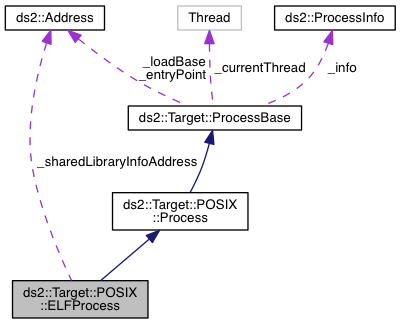 ds2::Address
Thread
ds2::ProcessInfo
_loadBase
_entryPoint
_currentThread
_info
ds2::Target::ProcessBase
_sharedLibraryInfoAddress
ds2::Target::POSIX
::Process
ds2::Target::POSIX
::ELFProcess